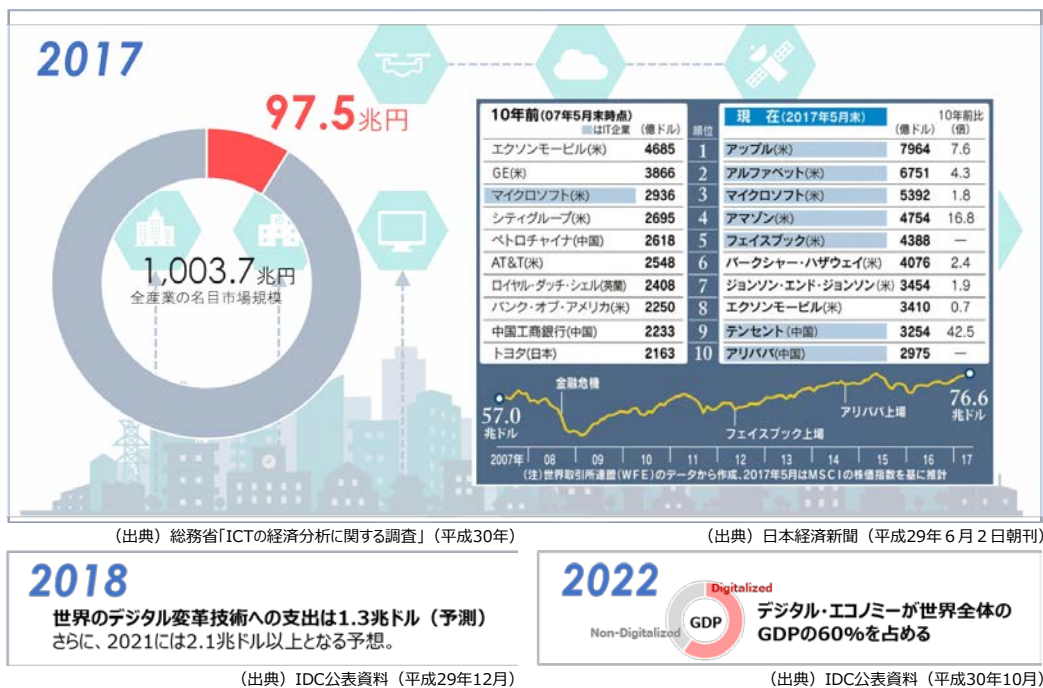 2017
97.5兆円
1,003.7兆円
全産業の名目市場規模
10年前(07年5月末時点)
はIT企業 (億ドル)
エクソンモービル(米) 4685
GE(米) 3866
マイクロソフト(米) 2936
シティグループ(米) 2695
ペトロチャイナ(中国) 2618
AT&T(米) 2548
ロイヤル・ダッチ・シェル(英蘭) 2408
バンク・オブ・アメリカ(米) 2250
中国工商銀行(中国) 2233
トヨタ(日本) 2163
順位
1
2
3
4
5
6
7
8
9
10
現 在(2017年5月末) (億ドル) 10年前比(倍)
アップル(米) 7964 7.6
アルファベット(米) 6751 4.3
マイクロソフト(米) 5392 1.8
アマゾン(米) 4754 16.8
フェイスブック(米) 4388 ―
バークシャー・ハザウェイ(米) 4076 2.4
ジョンソン・エンド・ジョンソン(米) 3454 1.9
エクソンモービル(米) 3410 0.7
テンセント(中国) 3254 42.5
アリババ(中国) 2975 ―
57.0
兆ドル
金融危機
フェイスブック上場
アリババ上場
76.6
兆ドル
2007年 08 09 10 11 12 13 14 15 16 17
(注)世界取引所連盟(WFE)のデータから作成、2017年5月はMSCIの株価指数を基に推計
(出典)総務省「ICTの経済分析に関する調査」(平成30年)
(出典)日本経済新聞(平成29年6月2日朝刊)
2018
世界のデジタル変革技術への支出は1.3兆ドル(予測)
さらに、2021には2.1兆ドル以上となる予想。
(出典)IDC公表資料(平成29年12月)
2022
Digitalized
Non-Digitalized
GDP
デジタル・エコノミーが世界全体の
GDPの60%を占める
(出典)IDC公表資料(平成30年10月)